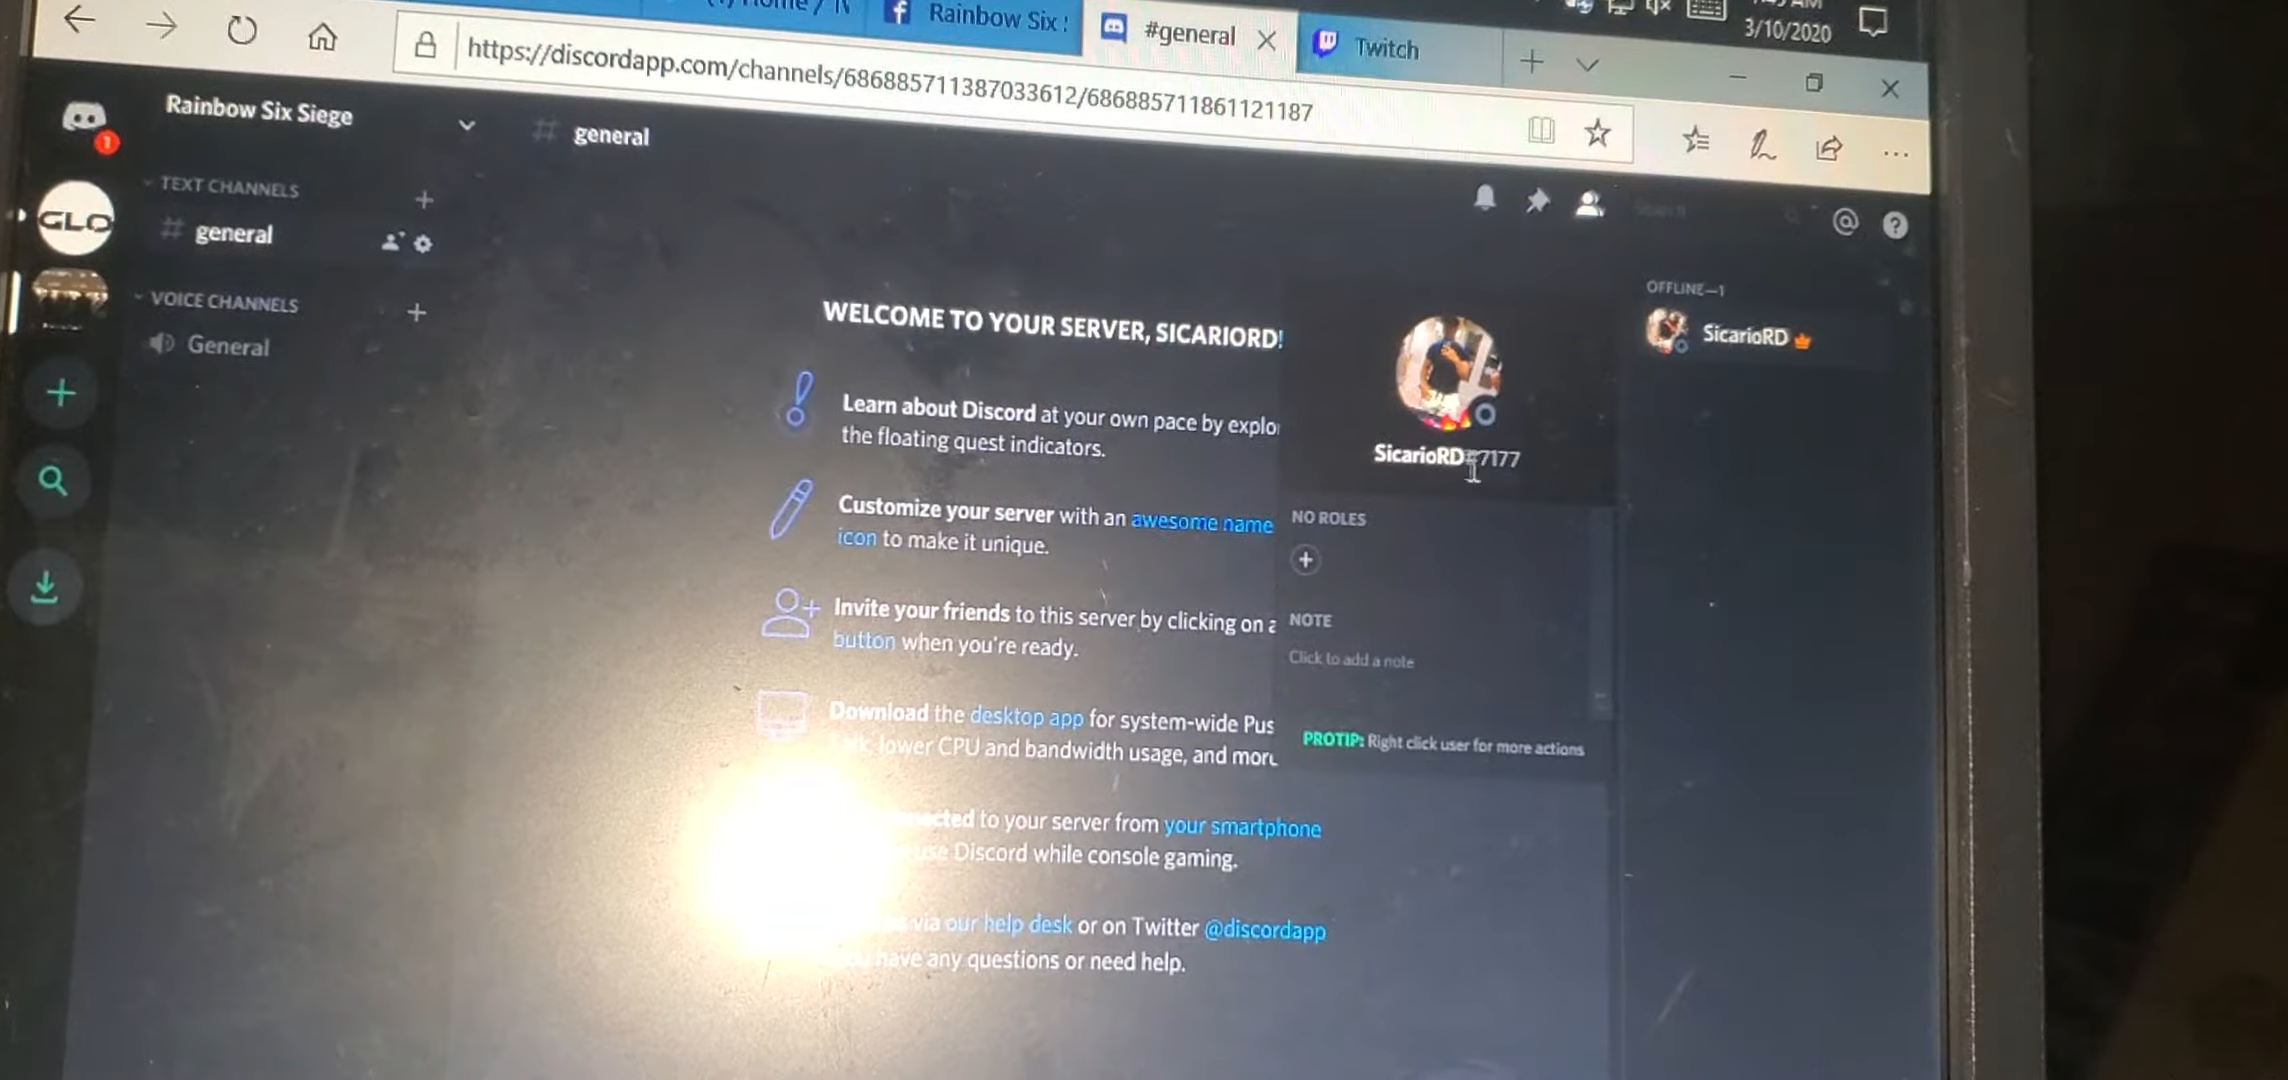 Rainbow Six :
#general
Twitch
3/10/2020
https://discordapp.com/channels/686885711387033612/686885711861121187
1
Rainbow Six Siege
# general
TEXT CHANNELS
# general
GLO
VOICE CHANNELS
General
Search
OFFLINE—1
SicarioRD
WELCOME TO YOUR SERVER, SICARIORD!
Learn about Discord at your own pace by explo
the floating quest indicators.
Customize your server with an awesome name
icon to make it unique.
Invite your friends to this server by clicking on a
button when you're ready.
Download the desktop app for system-wide Pus
lower CPU and bandwidth usage, and more
to your server from your smartphone
use Discord while console gaming.
via our help desk or on Twitter @discordapp
have any questions or need help.
SicarioRD#7177
NO ROLES
NOTE
Click to add a note
PROTIP: Right click user for more actions